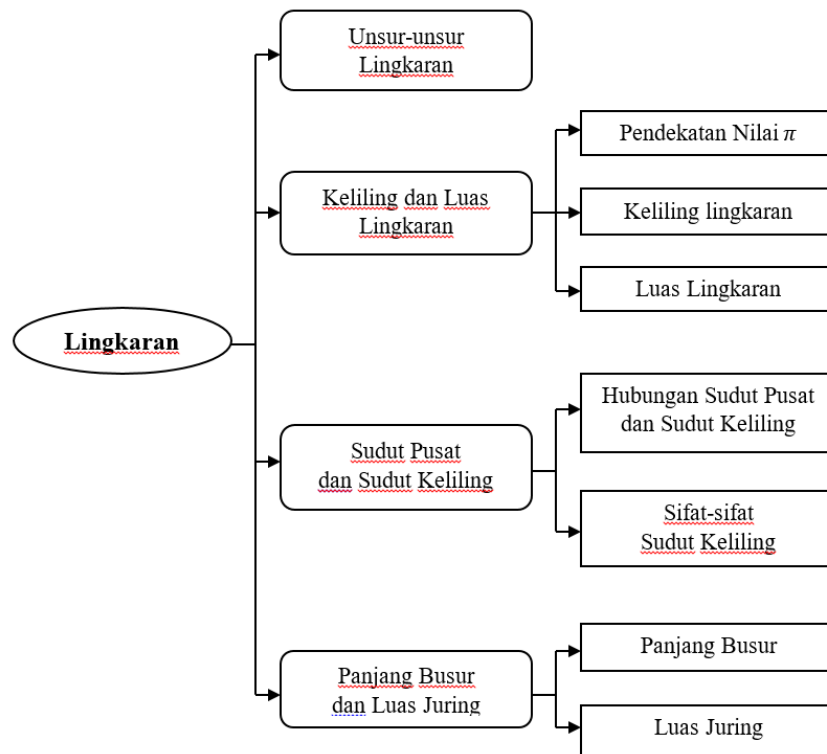 Unsur-unsur
Lingkaran
Pendekatan Nilai π
Keliling dan Luas
Lingkaran
Keliling lingkaran
Luas Lingkaran
Lingkaran
Hubungan Sudut Pusat
dan Sudut Keliling
Sudut Pusat
dan Sudut Keliling
Sifat-sifat
Sudut Keliling
Panjang Busur
Panjang Busur
dan Luas Juring
Luas Juring